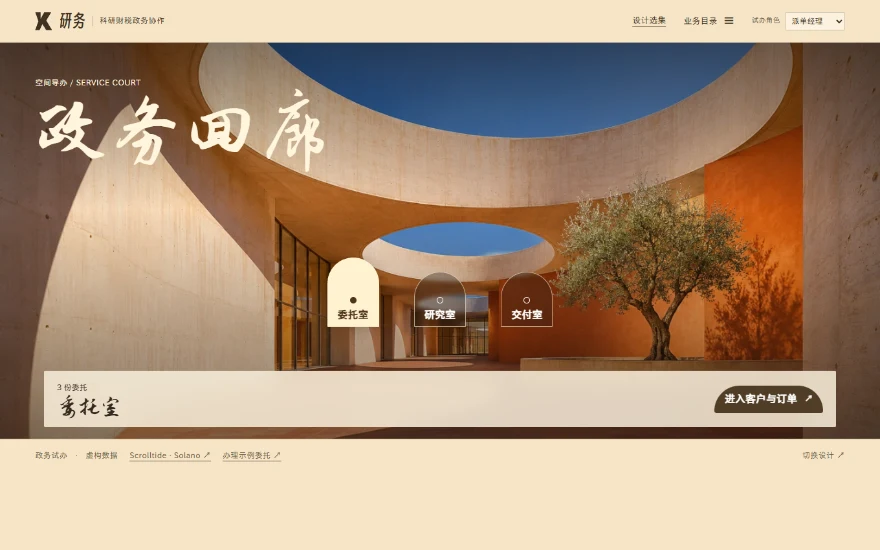 研务 科研财税政务协作
设计选集 业务目录 试办角色 派单经理
空间导办 / SERVICE COURT
政务回廊
委托室 研究室 交付室
3 份委托
委托室
进入客户与订单 ↗
政务试办 · 虚构数据 Scrolltide · Solano ↗ 办理示例委托 ↗ 切换设计 ↗